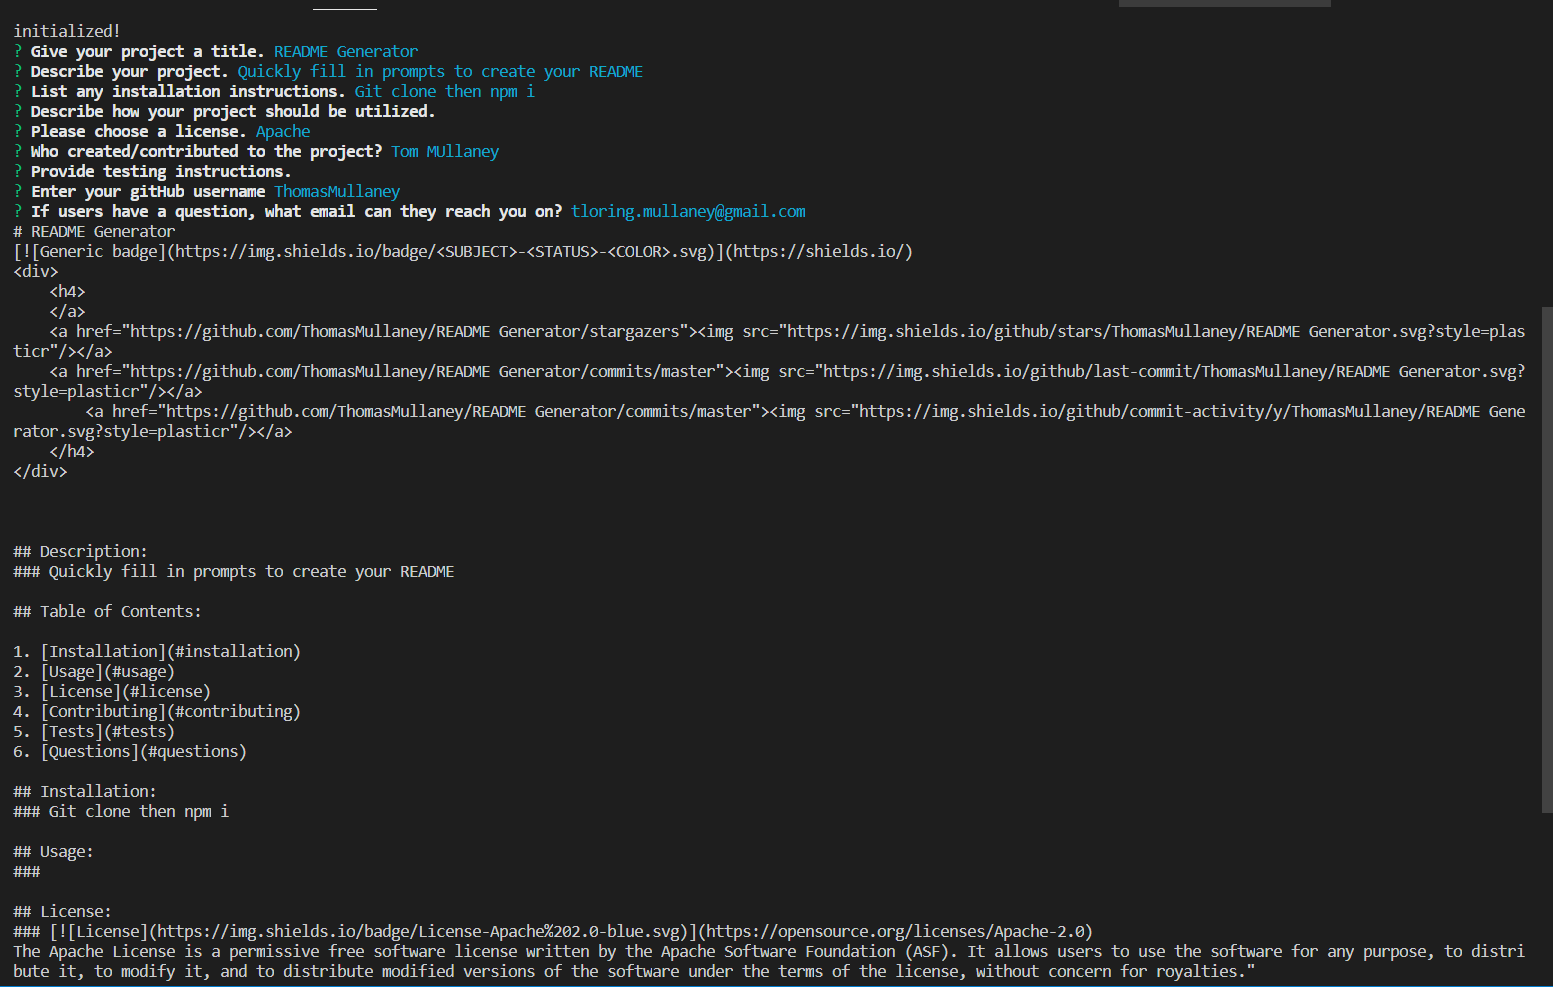 initialized!
? Give your project a title. README Generator
? Describe your project. Quickly fill in prompts to create your README
? List any installation instructions. Git clone then npm i
? Describe how your project should be utilized.
? Please choose a license. Apache
? Who created/contributed to the project? Tom MUllaney
? Provide testing instructions.
? Enter your gitHub username ThomasMullaney
? If users have a question, what email can they reach you on? tloring.mullaney@gmail.com
# README Generator
[![Generic badge](https://img.shields.io/badge/<SUBJECT>-<STATUS>-<COLOR>.svg)](https://shields.io/)
<div>
    <h4>
    </a>
    <a href="https://github.com/ThomasMullaney/README Generator/stargazers"><img src="https://img.shields.io/github/stars/ThomasMullaney/README Generator.svg?style=plas
ticr"/></a>
    <a href="https://github.com/ThomasMullaney/README Generator/commits/master"><img src="https://img.shields.io/github/last-commit/ThomasMullaney/README Generator.svg?
style=plasticr"/></a>
        <a href="https://github.com/ThomasMullaney/README Generator/commits/master"><img src="https://img.shields.io/github/commit-activity/y/ThomasMullaney/README Gene
rator.svg?style=plasticr"/></a>
    </h4>
</div>
## Description:
### Quickly fill in prompts to create your README
## Table of Contents:
1. [Installation](#installation)
2. [Usage](#usage)
3. [License](#license)
4. [Contributing](#contributing)
5. [Tests](#tests)
6. [Questions](#questions)
## Installation:
### Git clone then npm i
## Usage:
###
## License:
### [![License](https://img.shields.io/badge/License-Apache%202.0-blue.svg)](https://opensource.org/licenses/Apache-2.0)
The Apache License is a permissive free software license written by the Apache Software Foundation (ASF). It allows users to use the software for any purpose, to distri
bute it, to modify it, and to distribute modified versions of the software under the terms of the license, without concern for royalties."